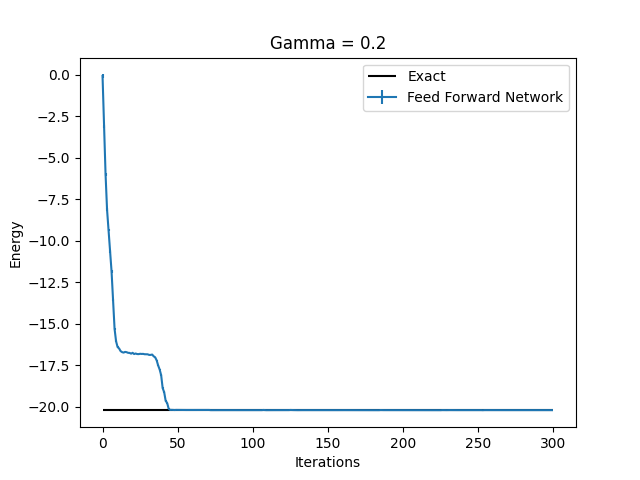 Gamma = 0.2
Exact
Feed Forward Network
Energy
0.0
−2.5
−5.0
−7.5
−10.0
−12.5
−15.0
−17.5
−20.0
0 50 100 150 200 250 300
Iterations